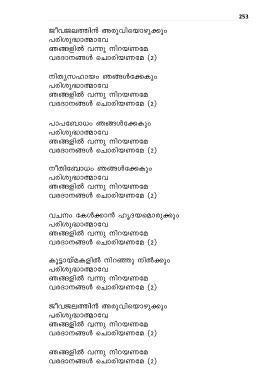 253
ജീവജലത്തിൻ അരുവിയൊഴുക്കും
പരിശുദ്ധാത്മാവേ
ഞങ്ങളിൽ വന്നു നിറയണമേ
വരദാനങ്ങൾ ചൊരിയണമേ (2)
നിത്യസഹായം ഞങ്ങൾക്കേകും
പരിശുദ്ധാത്മാവേ
ഞങ്ങളിൽ വന്നു നിറയണമേ
വരദാനങ്ങൾ ചൊരിയണമേ (2)
പാപബോധം ഞങ്ങൾക്കേകും
പരിശുദ്ധാത്മാവേ
ഞങ്ങളിൽ വന്നു നിറയണമേ
വരദാനങ്ങൾ ചൊരിയണമേ (2)
നീതിബോധം ഞങ്ങൾക്കേകും
പരിശുദ്ധാത്മാവേ
ഞങ്ങളിൽ വന്നു നിറയണമേ
വരദാനങ്ങൾ ചൊരിയണമേ (2)
വചനം കേൾക്കാൻ ഹൃദയമൊരുക്കും
പരിശുദ്ധാത്മാവേ
ഞങ്ങളിൽ വന്നു നിറയണമേ
വരദാനങ്ങൾ ചൊരിയണമേ (2)
കൂട്ടായ്മകളിൽ നിറഞ്ഞു നിൽക്കും
പരിശുദ്ധാത്മാവേ
ഞങ്ങളിൽ വന്നു നിറയണമേ
വരദാനങ്ങൾ ചൊരിയണമേ (2)
ജീവജലത്തിൻ അരുവിയൊഴുക്കും
പരിശുദ്ധാത്മാവേ
ഞങ്ങളിൽ വന്നു നിറയണമേ
വരദാനങ്ങൾ ചൊരിയണമേ (2)
ഞങ്ങളിൽ വന്നു നിറയണമേ
വരദാനങ്ങൾ ചൊരിയണമേ (2)